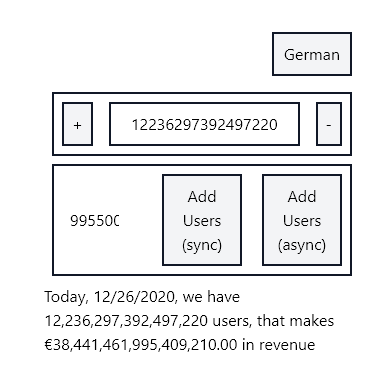 German
+ 12236297392497220 -
995500 Add
Users
(sync) Add
Users
(async)
Today, 12/26/2020, we have
12,236,297,392,497,220 users, that makes
€38,441,461,995,409,210.00 in revenue